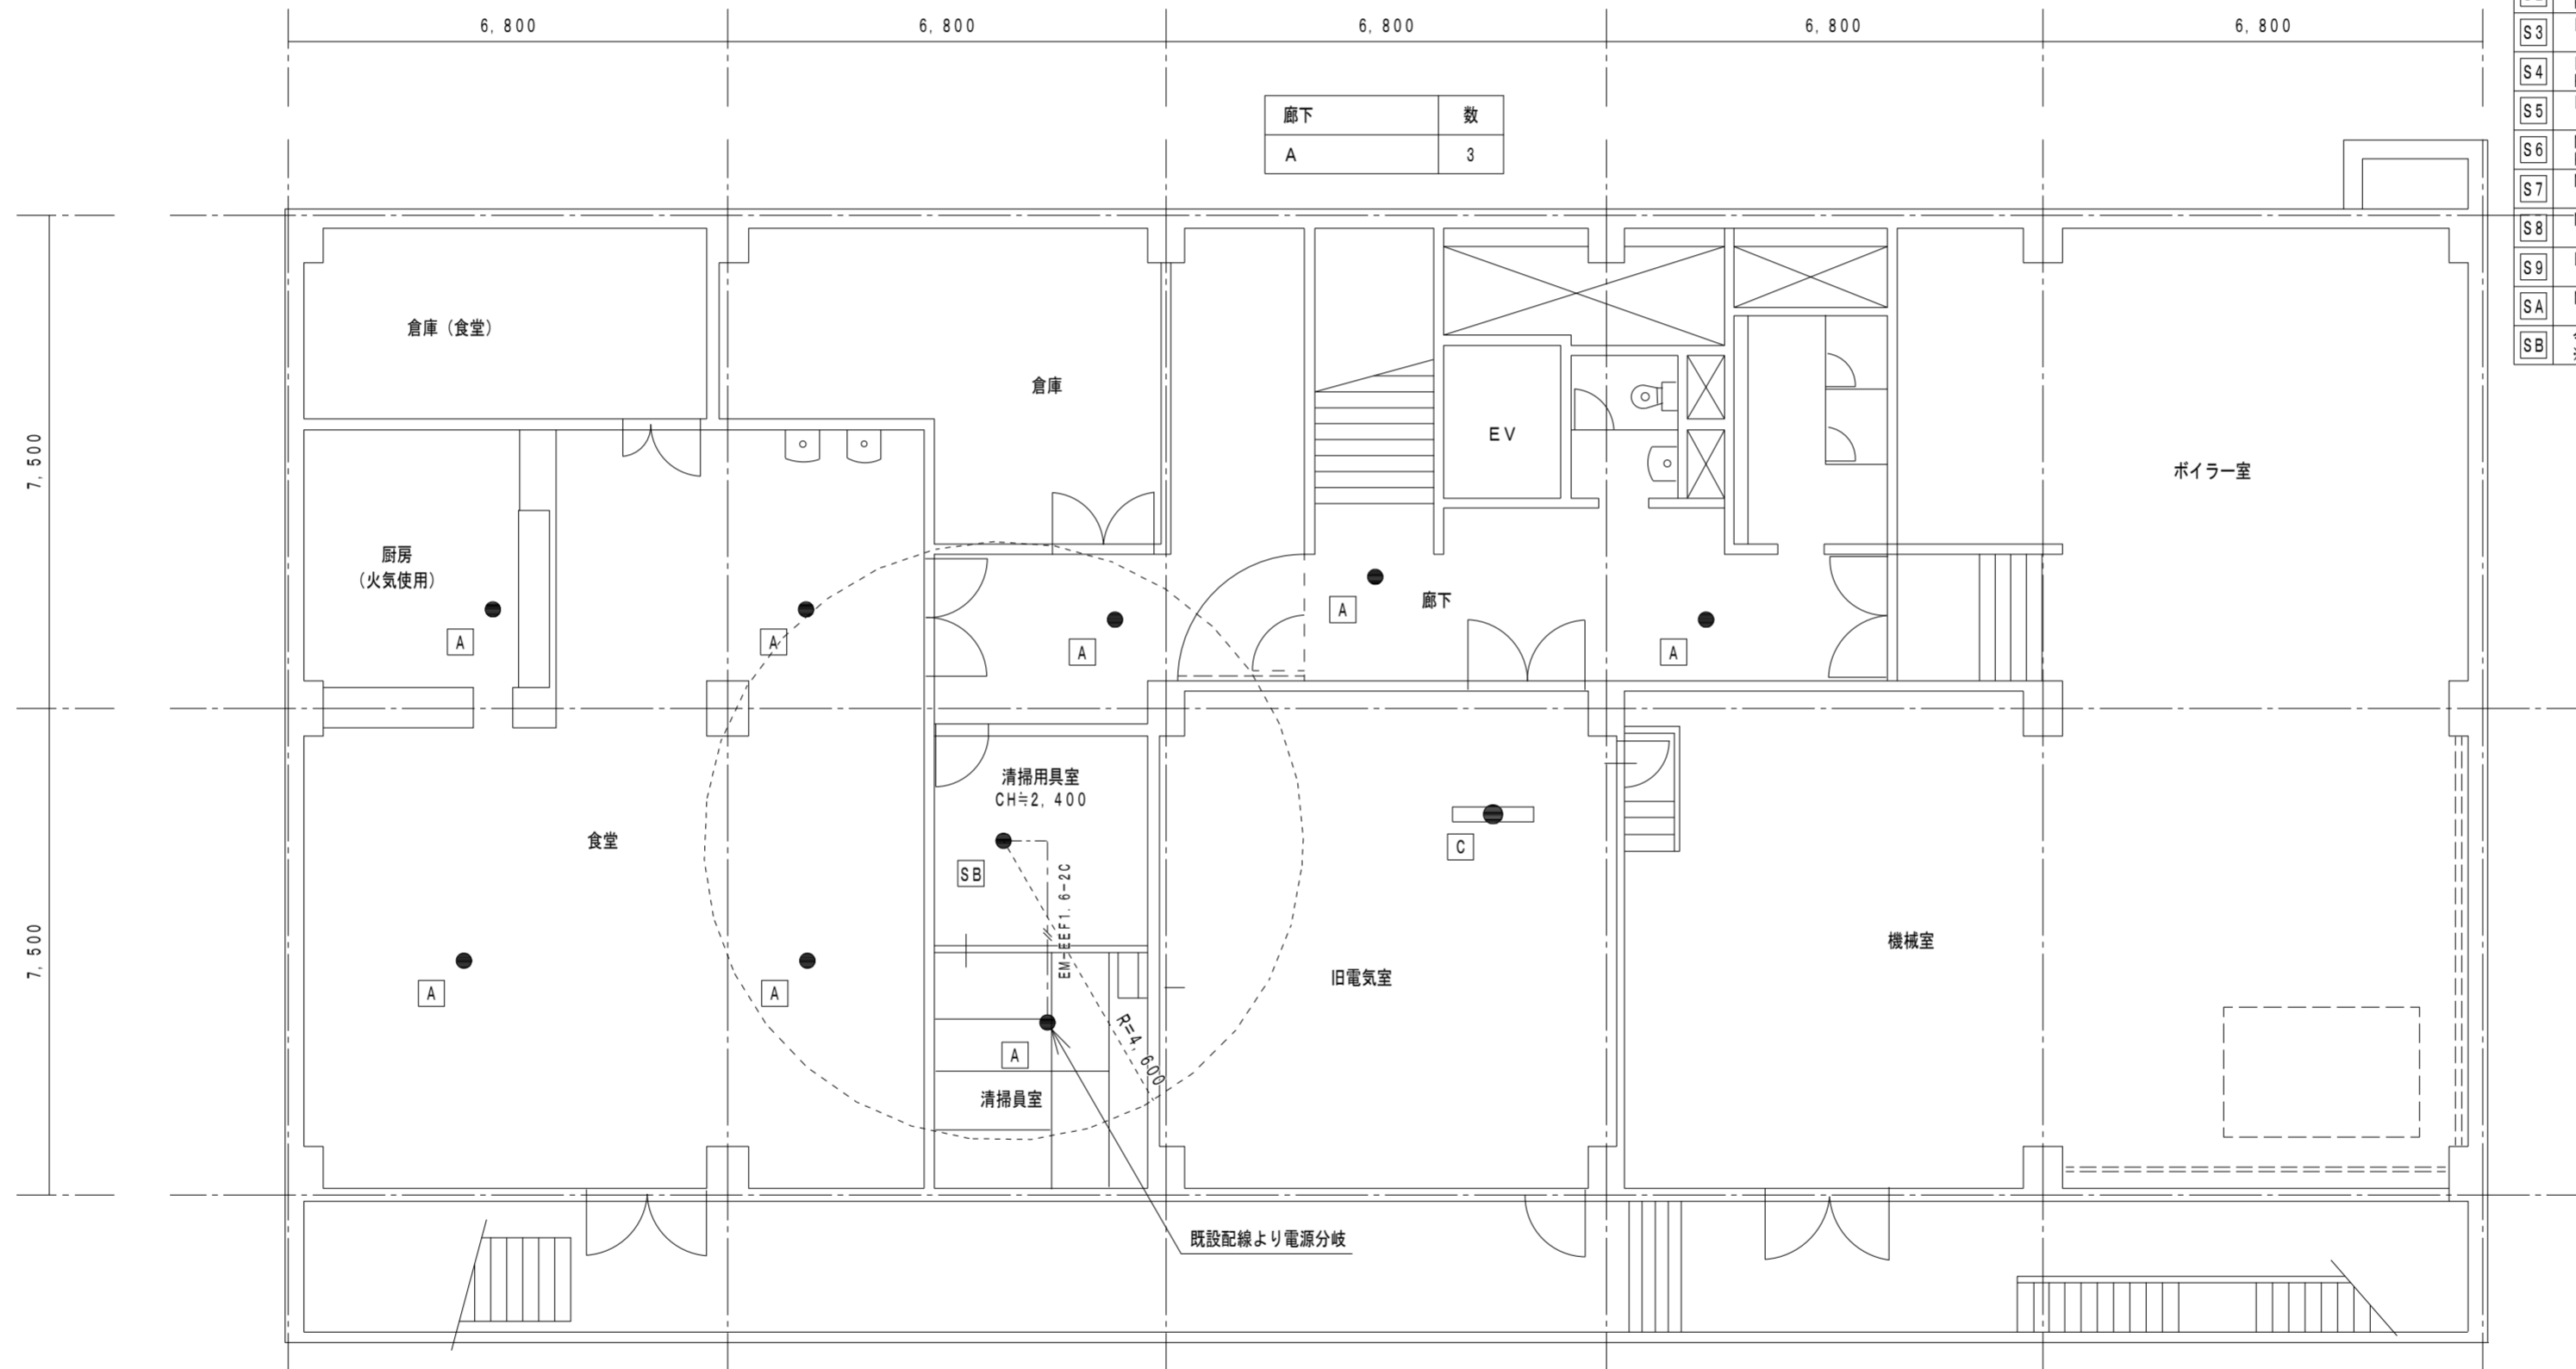 6,800
6,800
6,800
6,800
6,800
S3
S4
S5
S6
S7
S8
S9
SA
SB
廊下 数
A 3
7,500
7,500
倉庫（食堂）
倉庫
EV
ボイラー室
厨房
（火気使用）
A
A
A
A
廊下
A
清掃用具室
CH≒2,400
食堂
SB
EM-EEF1.6-2C
C
機械室
旧電気室
A
A
R=4,600
A
清掃員室
既設配線より電源分岐